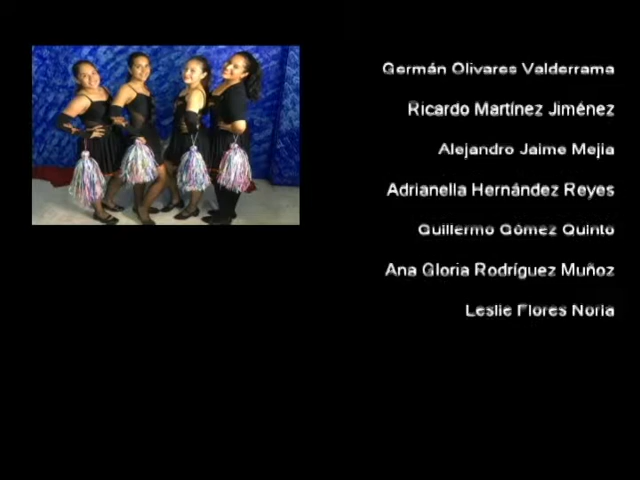 Germán Olivares Valderrama
Ricardo Martínez Jiménez
Alejandro Jaime Mejia
Adrianella Hernández Reyes
Guillermo Gómez Quinto
Ana Gloria Rodríguez Muñoz
Leslie Flores Noria